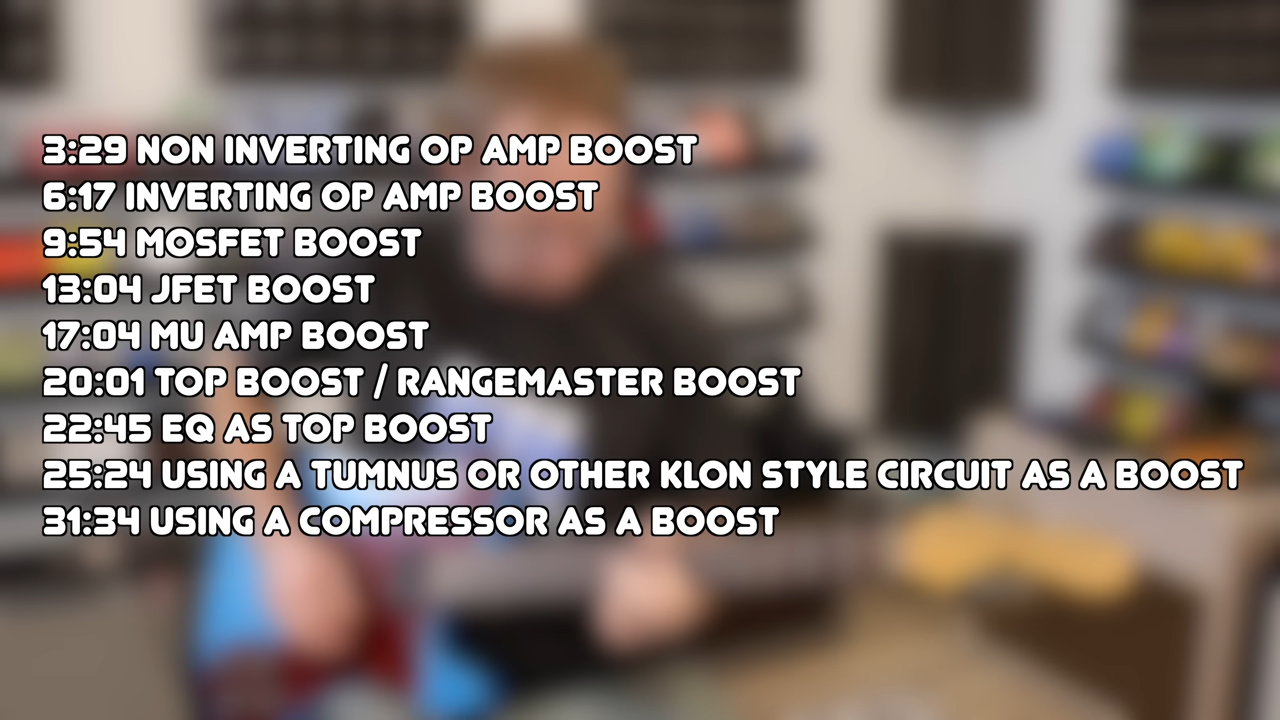 3:29 NON INVERTING OP AMP BOOST
6:17 INVERTING OP AMP BOOST
9:54 MOSFET BOOST
13:04 JFET BOOST
17:04 MU AMP BOOST
20:01 TOP BOOST / RANGEMASTER BOOST
22:45 EQ AS TOP BOOST
25:24 USING A TUMNUS OR OTHER KLON STYLE CIRCUIT AS A BOOST
31:34 USING A COMPRESSOR AS A BOOST